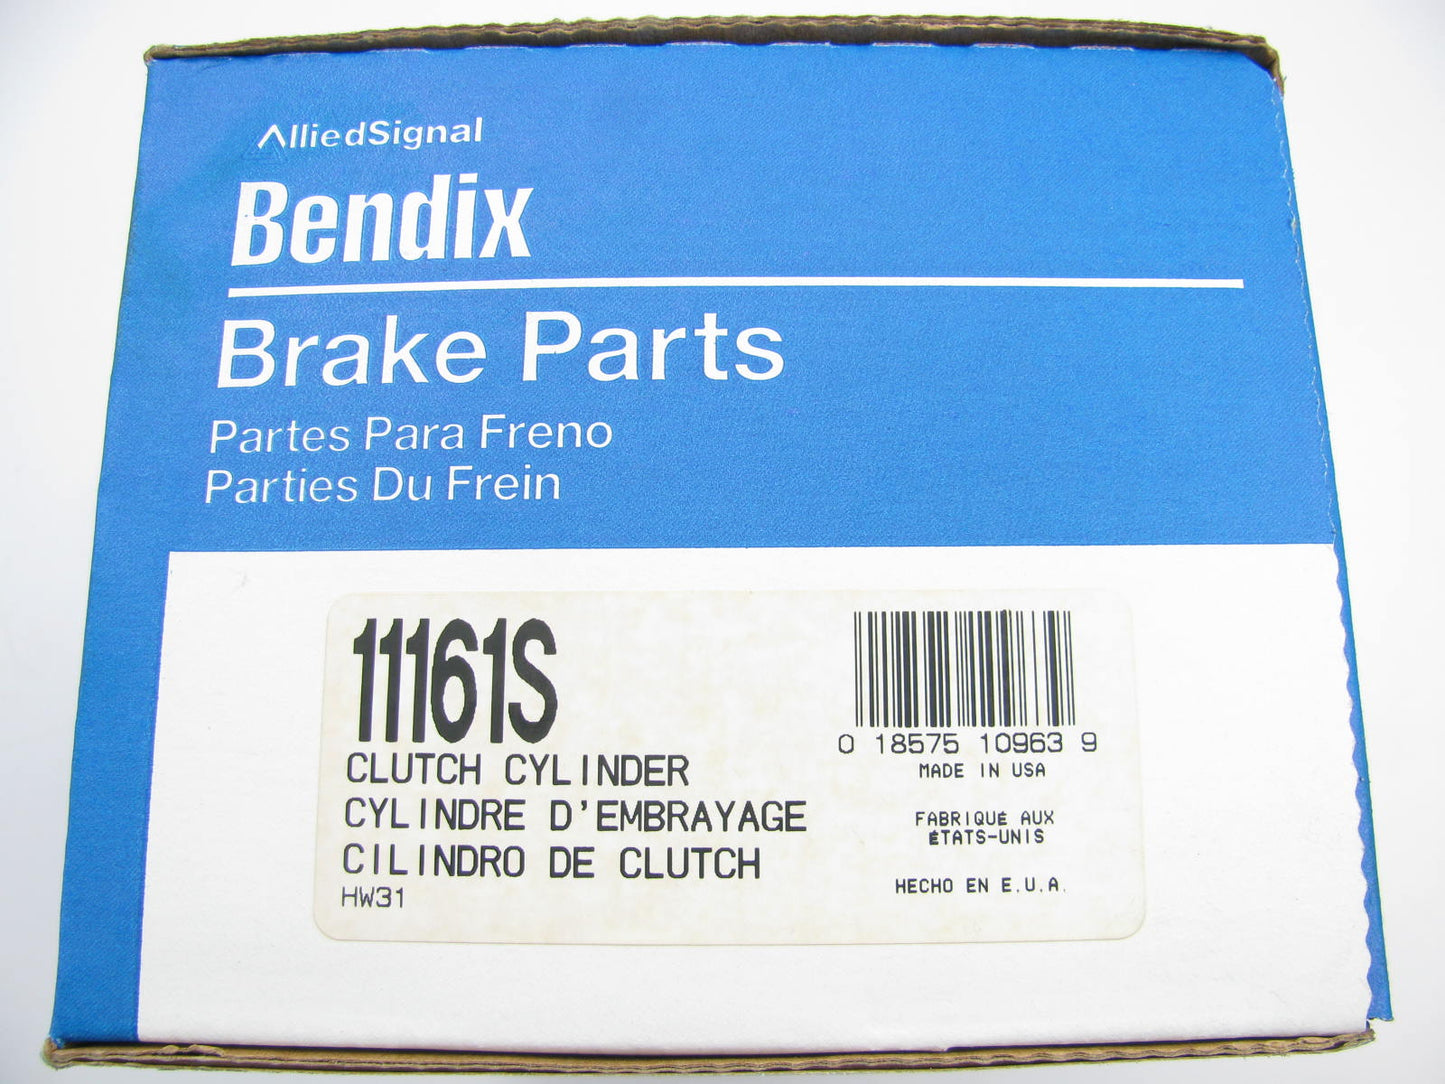 AlliedSignal
Bendix
Brake Parts
Partes Para Freno
Parties Du Frein
11161S
CLUTCH CYLINDER
CYLINDRE D'EMBRAYAGE
CILINDRO DE CLUTCH
HW31
0 18575 10963 9
MADE IN USA
FABRIQUÉ AUX
ÉTATS-UNIS
HECHO EN E.U.A.